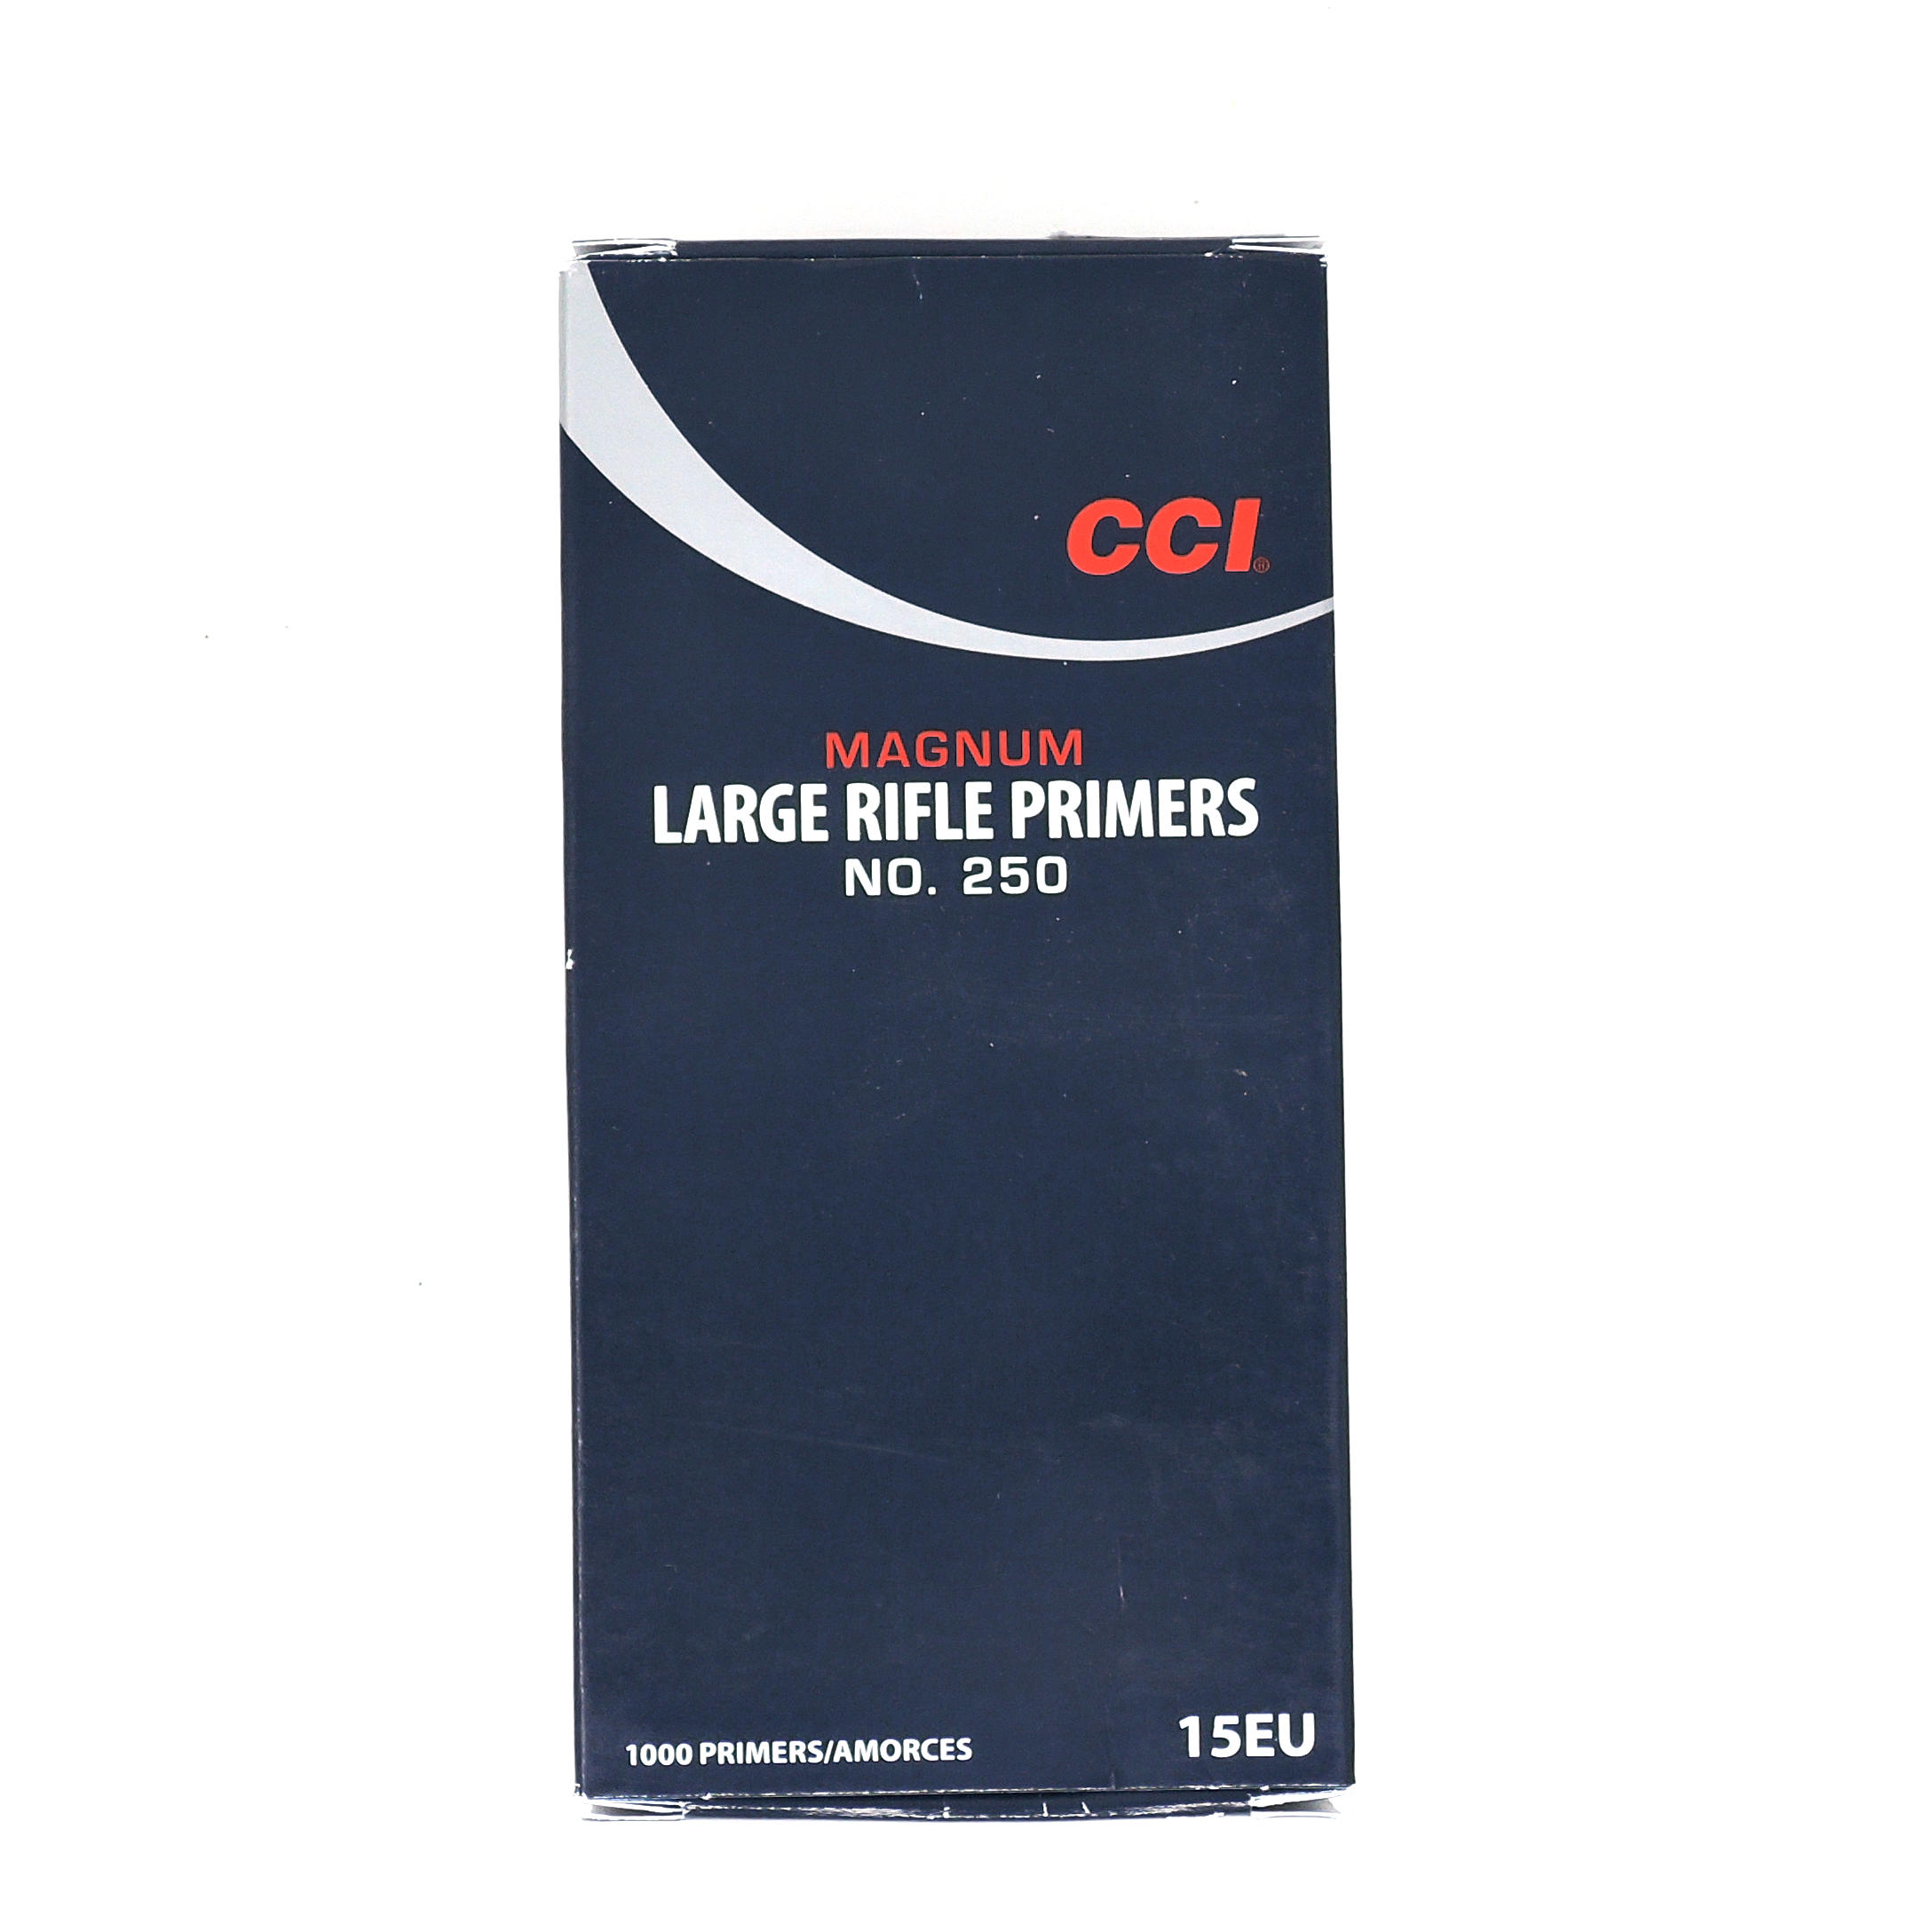 CCI®
MAGNUM
LARGE RIFLE PRIMERS
NO. 250
1000 PRIMERS/AMORCES
15EU